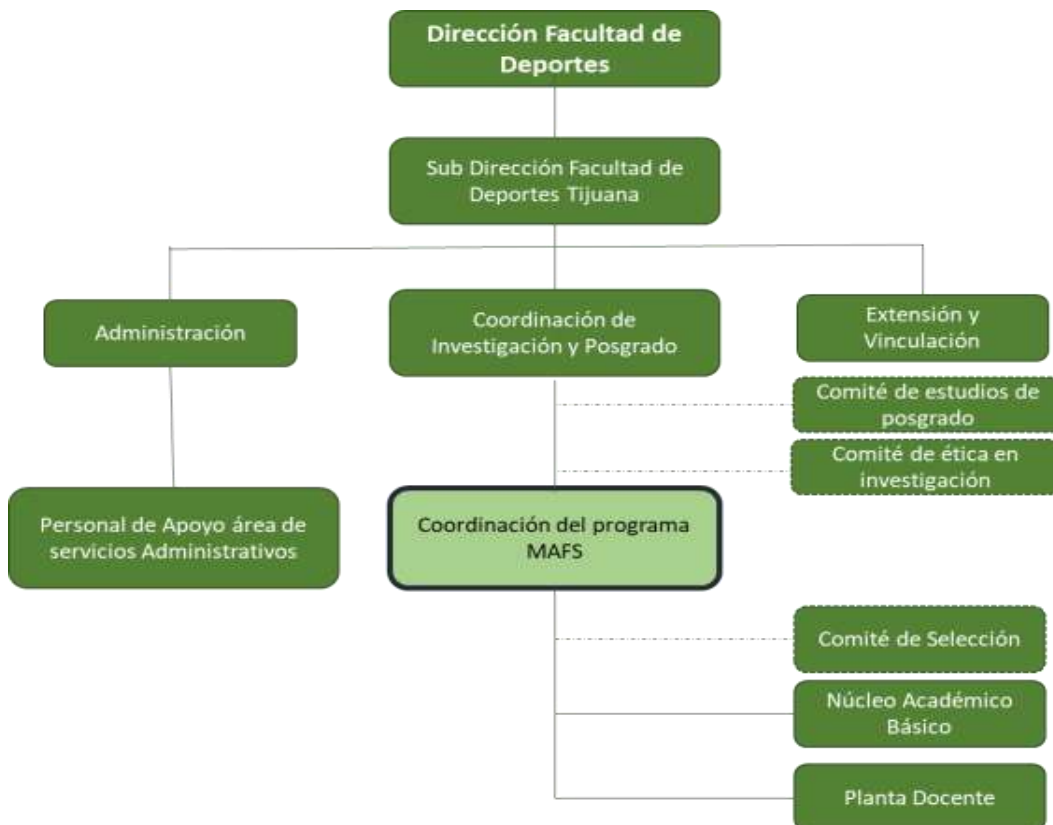 Dirección Facultad de
Deportes
Sub Dirección Facultad de
Deportes Tijuana
Administración
Coordinación de
Investigación y Posgrado
Extensión y
Vinculación
Comité de estudios de
posgrado
Comité de ética en
investigación
Personal de Apoyo área de
servicios Administrativos
Coordinación del programa
MAFS
Comité de Selección
Núcleo Académico
Básico
Planta Docente